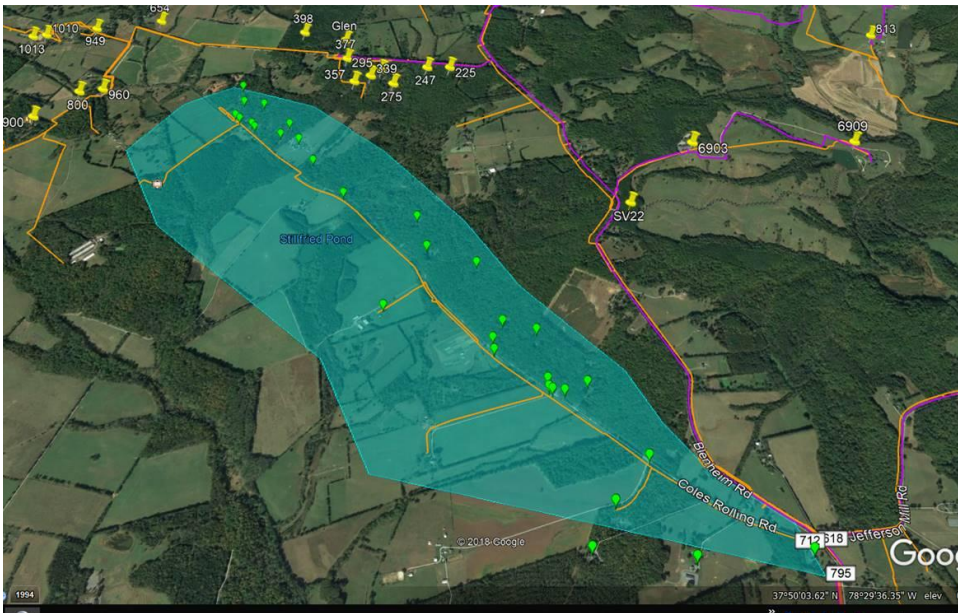 654
398
1010
1013
949
Glen
377
813
295
339
357
247
225
275
800
960
900
6903
6909
SV22
Stillfried Pond
Blenheim Rd
Coles Rolling Rd
Mill Rd
Jefferson
712
618
© 2018 Google
Goog
795
1994
37°50'03.62" N 78°29'36.35" W elev